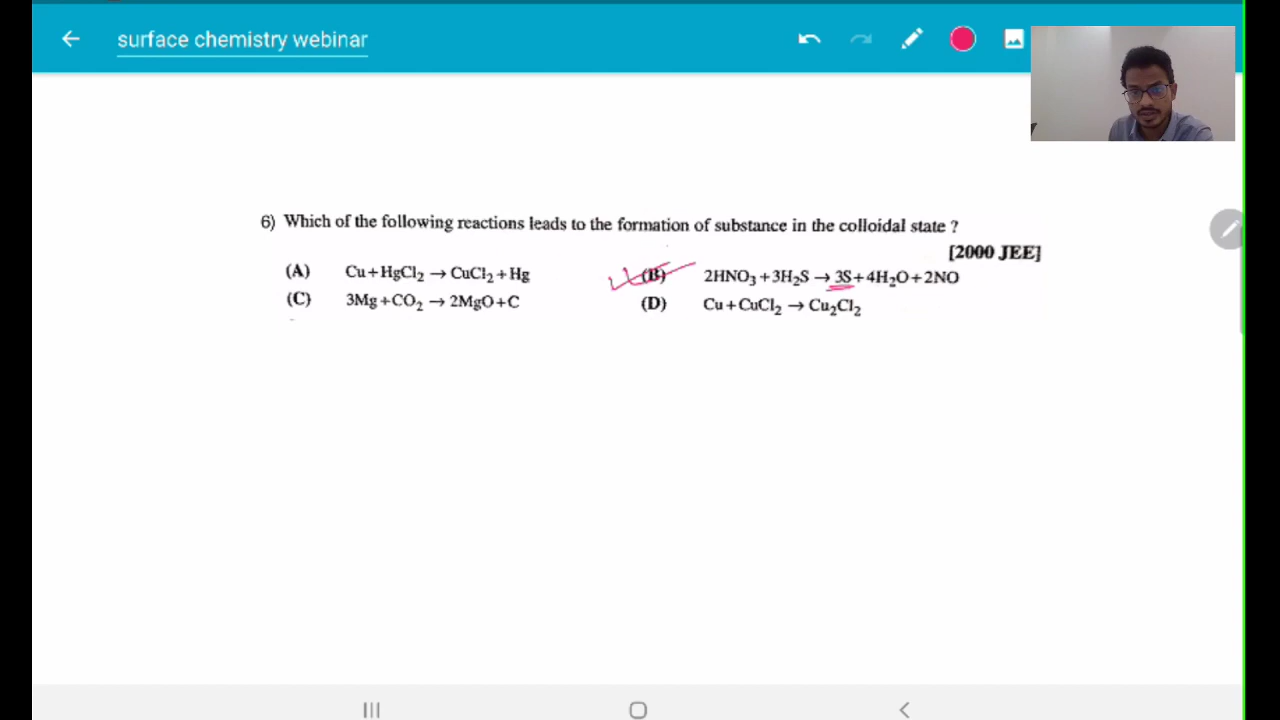 surface chemistry webinar
6) Which of the following reactions leads to the formation of substance in the colloidal state ?
[2000 JEE]
(A) Cu+HgCl₂ → CuCl₂ + Hg (B) 2HNO₃ + 3H₂S → 3S + 4H₂O + 2NO
(C) 3Mg + CO₂ → 2MgO + C (D) Cu + CuCl₂ → Cu₂Cl₂